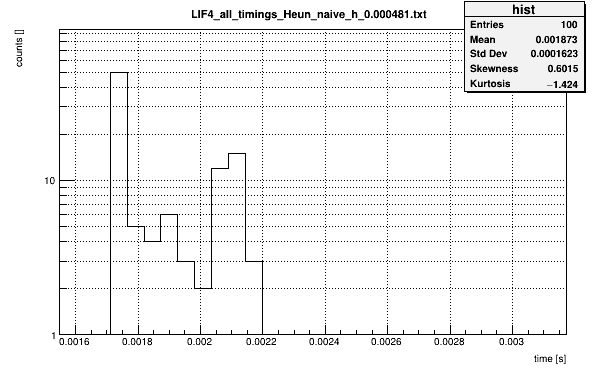 LIF4_all_timings_Heun_naive_h_0.000481.txt
hist
Entries 100
Mean 0.001873
Std Dev 0.0001623
Skewness 0.6015
Kurtosis −1.424
counts []
10
1
0.0016 0.0018 0.002 0.0022 0.0024 0.0026 0.0028 0.003
time [s]